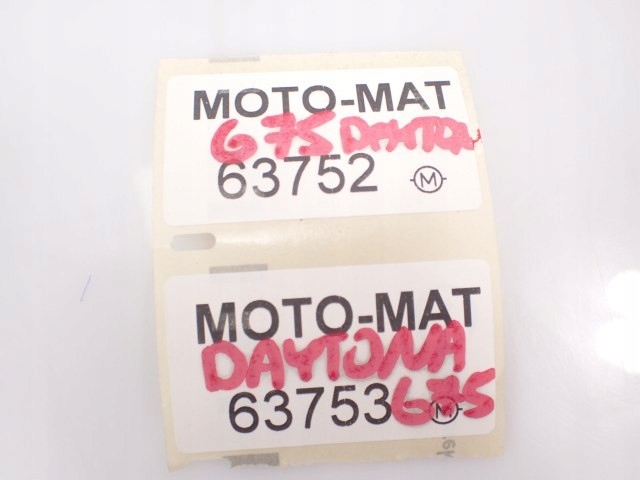 MOTO-MAT
675 DAYTONA
63752 M
MOTO-MAT
DAYTONA
63753 675 M